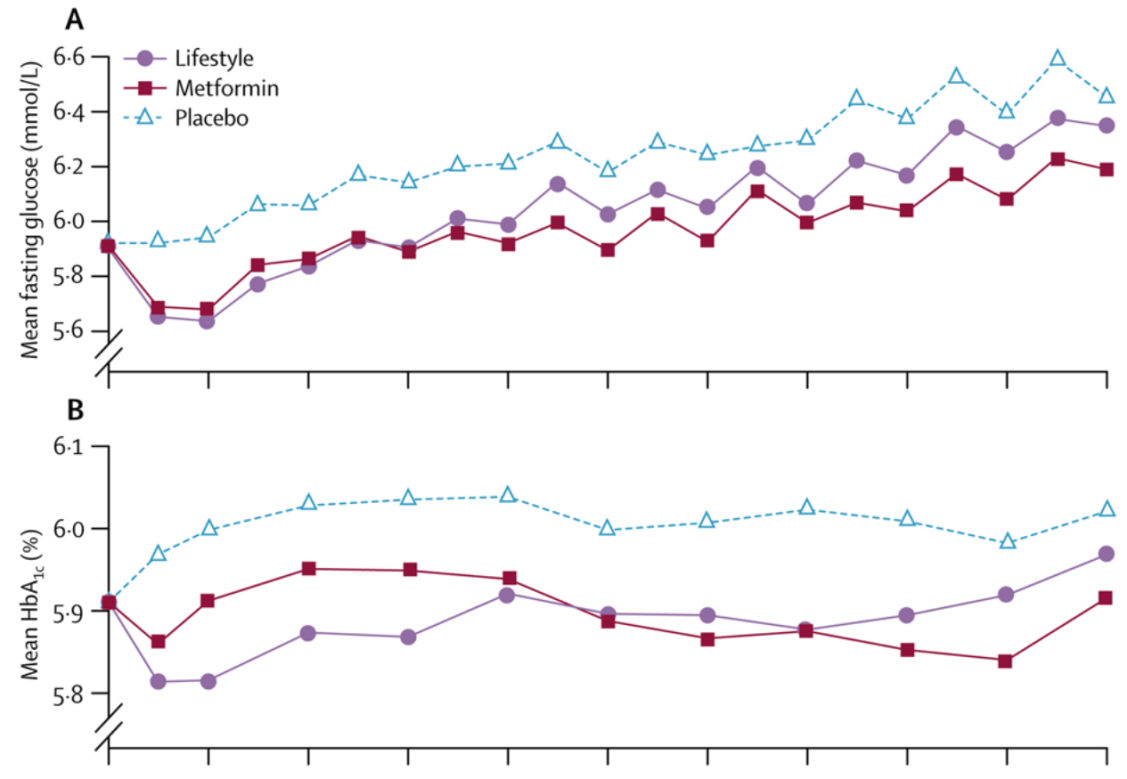 A
Mean fasting glucose (mmol/L)
6·6
6·4
6·2
6·0
5·8
5·6
Lifestyle
Metformin
Placebo
B
Mean HbA1c (%)
6·1
6·0
5·9
5·8